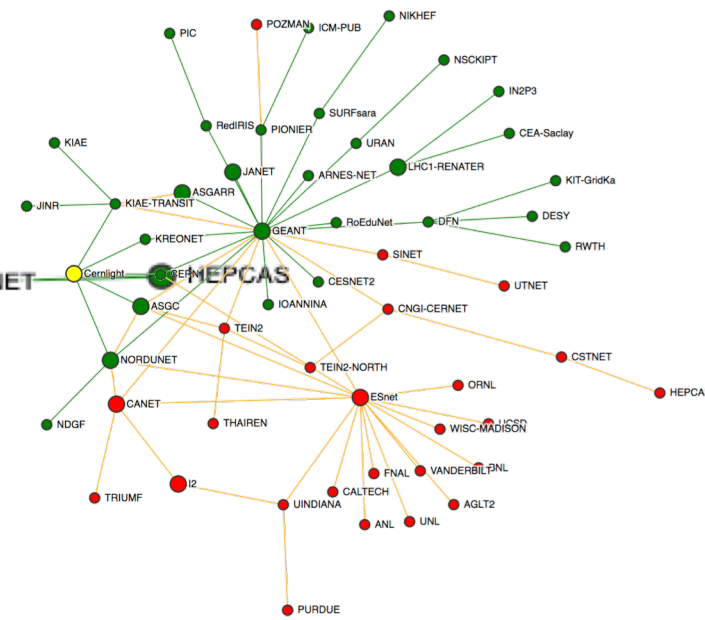 NIKHEF
POZMAN
ICM-PUB
PIC
NSCKIPT
IN2P3
SURFsara
RedIRIS
PIONIER
CEA-Saclay
KIAE
URAN
LHC1-RENATER
JANET
ARNES-NET
KIT-GridKa
ASGARR
KIAE-TRANSIT
JINR
DESY
RoEduNet
DFN
GEANT
KREONET
RWTH
SINET
Cernlight
CERN
HEPCAS
CESNET2
UTNET
IOANNINA
ASGC
CNGI-CERNET
TEIN2
NORDUNET
CSTNET
TEIN2-NORTH
ORNL
HEPCA
ESnet
CANET
THAIREN
UCSD
WISC-MADISON
NDGF
BNL
VANDERBILT
FNAL
I2
CALTECH
TRIUMF
UINDIANA
AGLT2
UNL
ANL
PURDUE